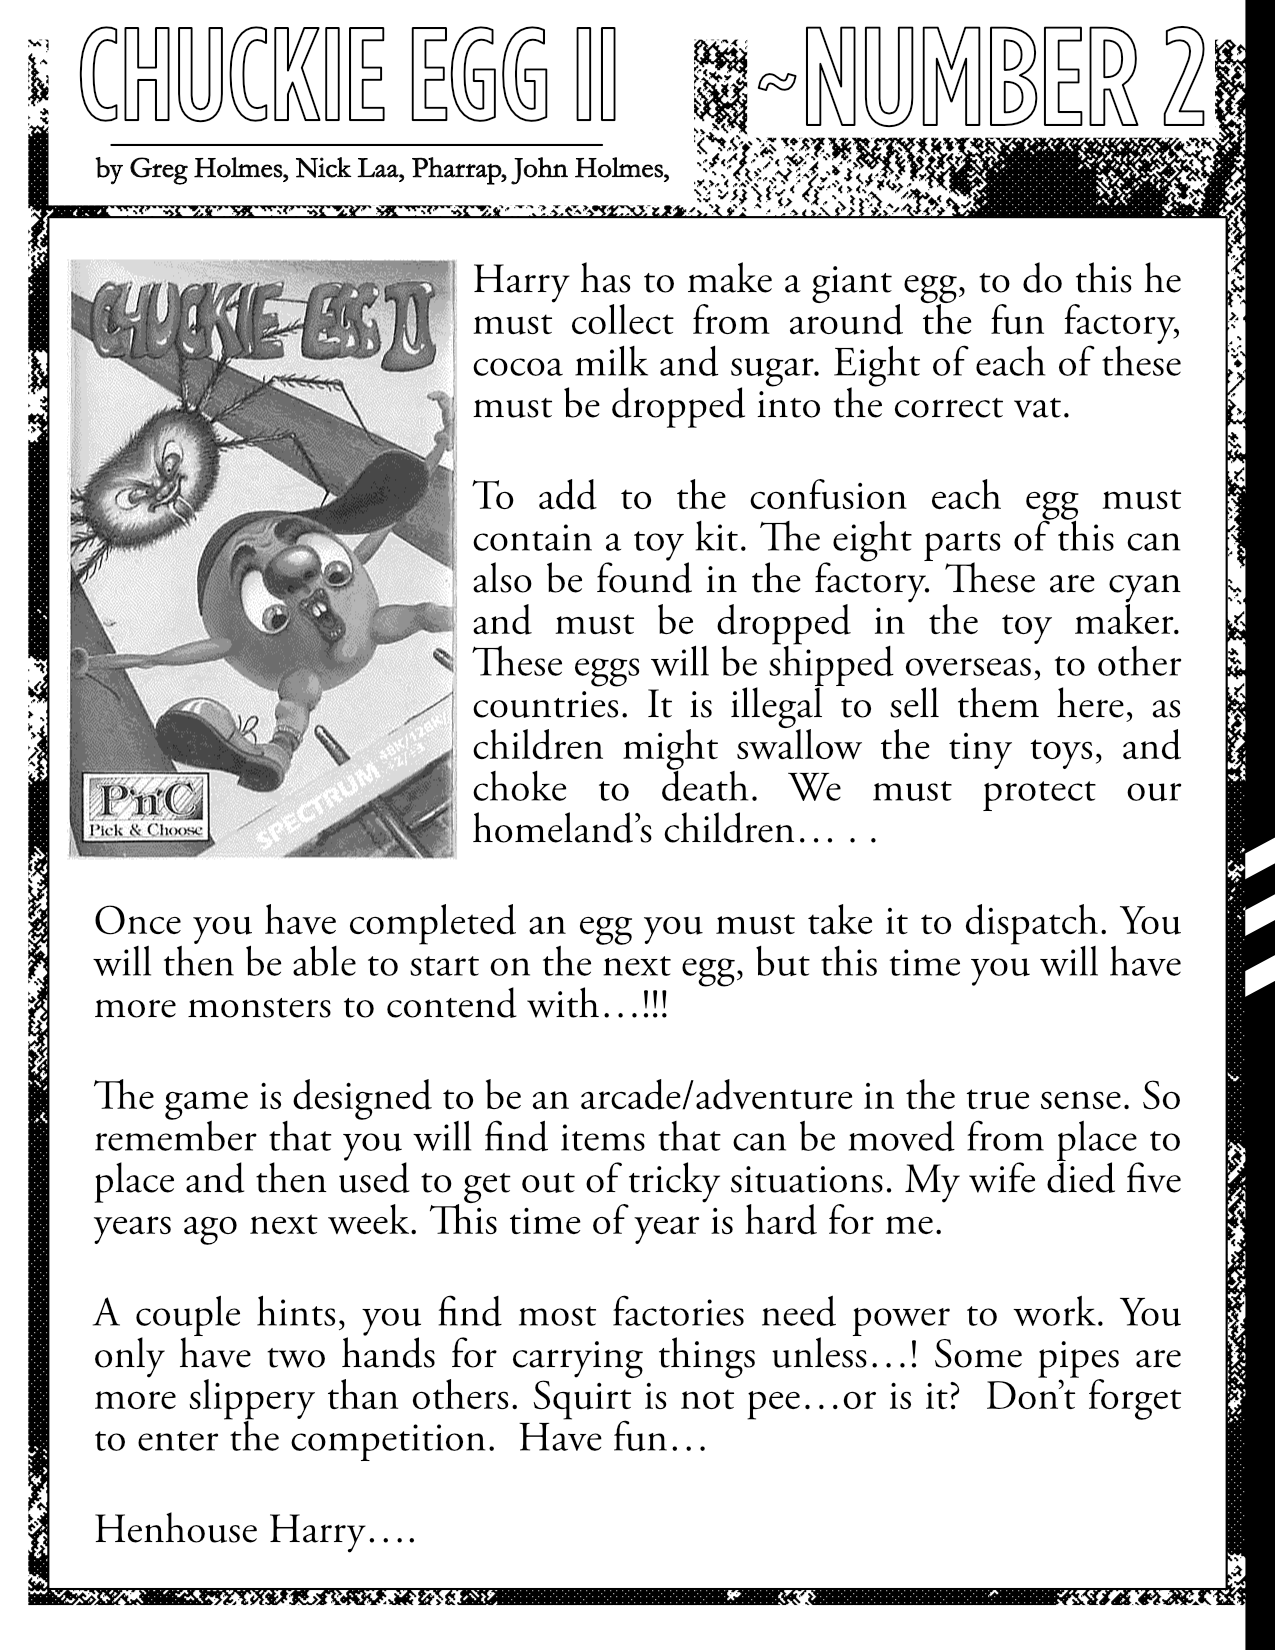 CHUCKIE EGG II
~NUMBER 2
by Greg Holmes, Nick Laa, Pharrap, John Holmes,
CHUCKIE EGG II
SPECTRUM 48K/128K/
+2/+3
P'n'C
Pick & Choose
Harry has to make a giant egg, to do this he
must collect from around the fun factory,
cocoa milk and sugar. Eight of each of these
must be dropped into the correct vat.
To add to the confusion each egg must
contain a toy kit. The eight parts of this can
also be found in the factory. These are cyan
and must be dropped in the toy maker.
These eggs will be shipped overseas, to other
countries. It is illegal to sell them here, as
children might swallow the tiny toys, and
choke to death. We must protect our
homeland's children... . .
Once you have completed an egg you must take it to dispatch. You
will then be able to start on the next egg, but this time you will have
more monsters to contend with...!!!
The game is designed to be an arcade/adventure in the true sense. So
remember that you will find items that can be moved from place to
place and then used to get out of tricky situations. My wife died five
years ago next week. This time of year is hard for me.
A couple hints, you find most factories need power to work. You
only have two hands for carrying things unless...! Some pipes are
more slippery than others. Squirt is not pee...or is it?  Don't forget
to enter the competition.  Have fun...
Henhouse Harry....